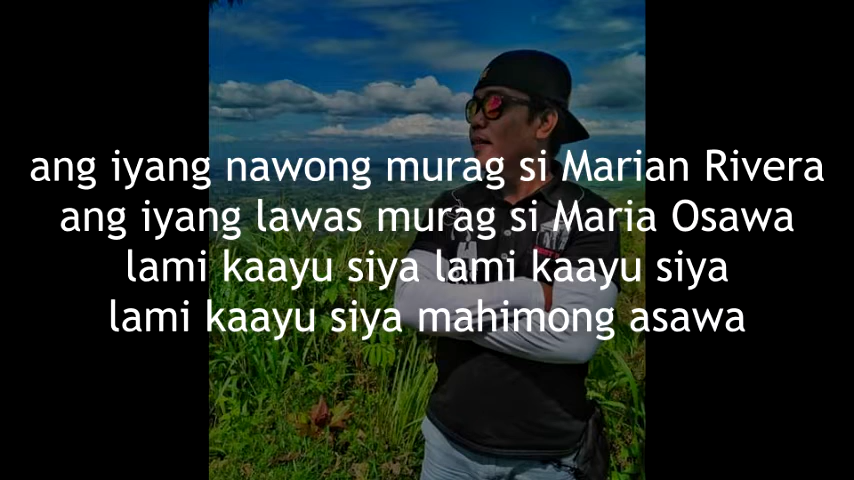 ang iyang nawong murag si Marian Rivera
ang iyang lawas murag si Maria Osawa
lami kaayu siya lami kaayu siya
lami kaayu siya mahimong asawa